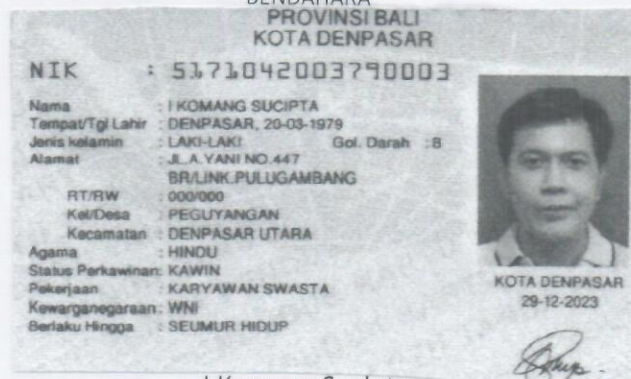 BENDAHARA
PROVINSI BALI
KOTA DENPASAR
NIK : 5171042003790003
Nama : I KOMANG SUCIPTA
Tempat/Tgl Lahir : DENPASAR, 20-03-1979
Jenis kelamin : LAKI-LAKI Gol. Darah : B
Alamat : JL.A.YANI NO.447
BR/LINK.PULUGAMBANG
RT/RW : 000/000
Kel/Desa : PEGUYANGAN
Kecamatan : DENPASAR UTARA
Agama : HINDU
Status Perkawinan: KAWIN
Pekerjaan : KARYAWAN SWASTA
Kewarganegaraan: WNI
Berlaku Hingga : SEUMUR HIDUP
KOTA DENPASAR
29-12-2023